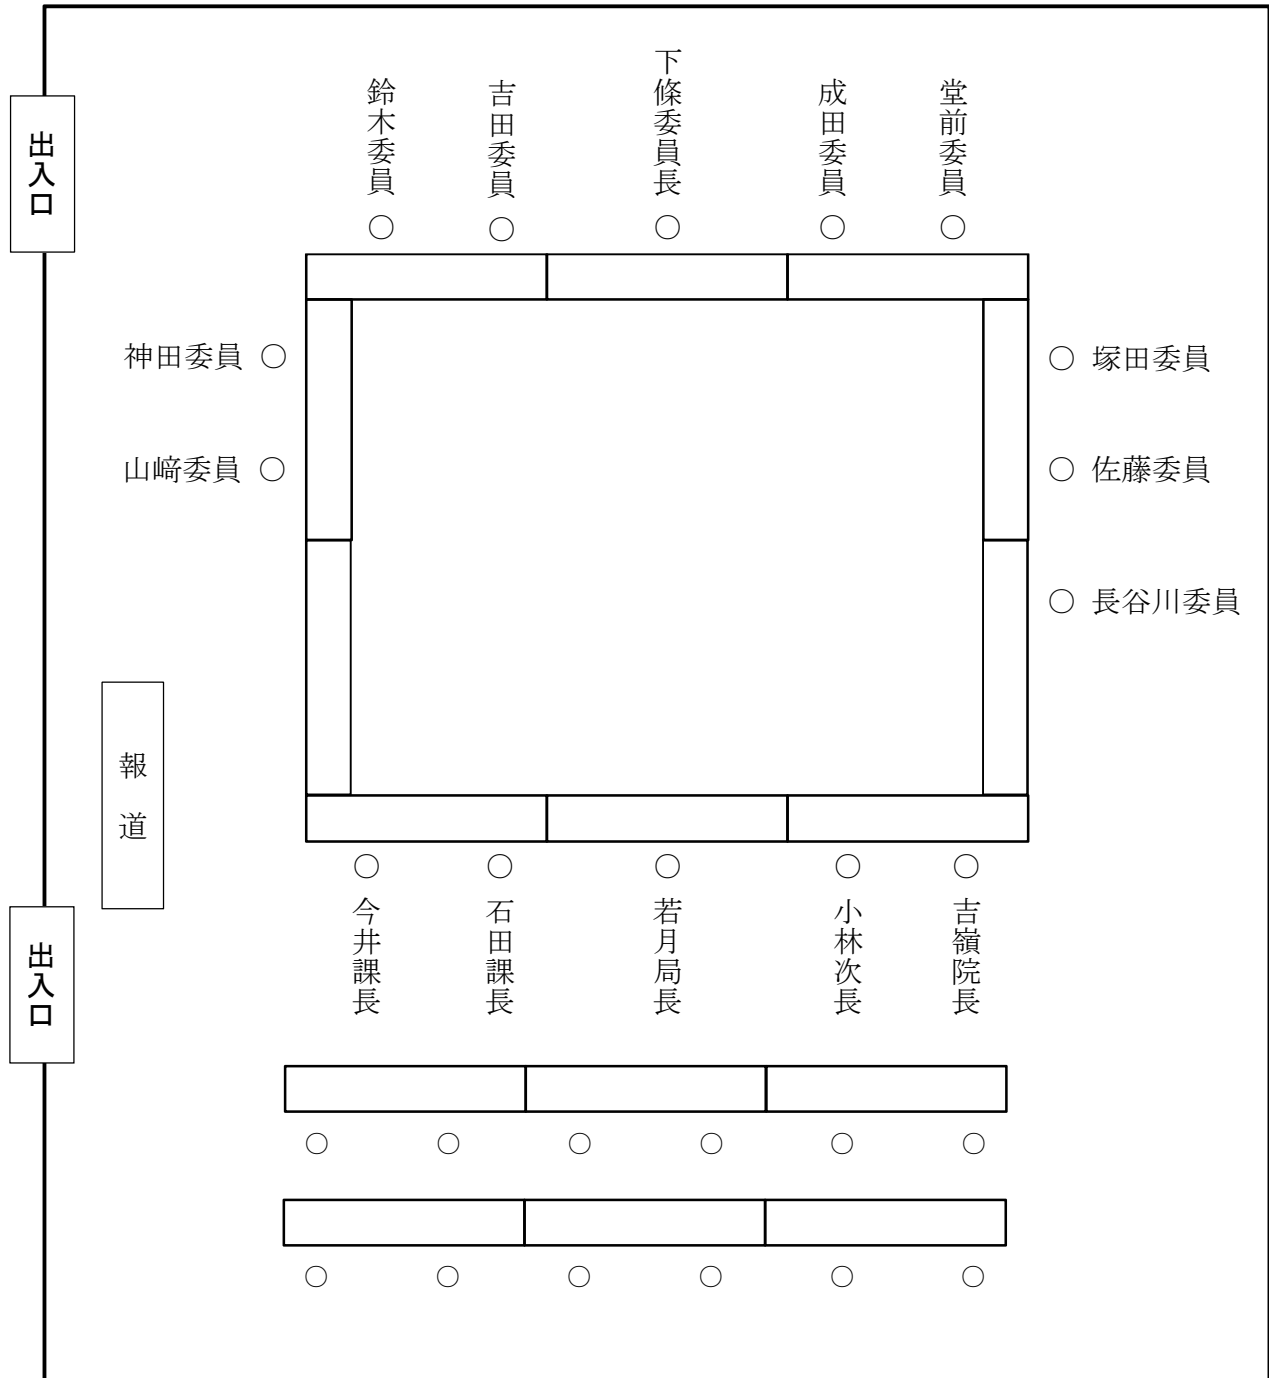 鈴木委員
吉田委員
下條委員長
成田委員
堂前委員
出入口
神田委員 ○
○ 塚田委員
山﨑委員 ○
○ 佐藤委員
○ 長谷川委員
報道
出入口
今井課長
石田課長
若月局長
小林次長
吉嶺院長